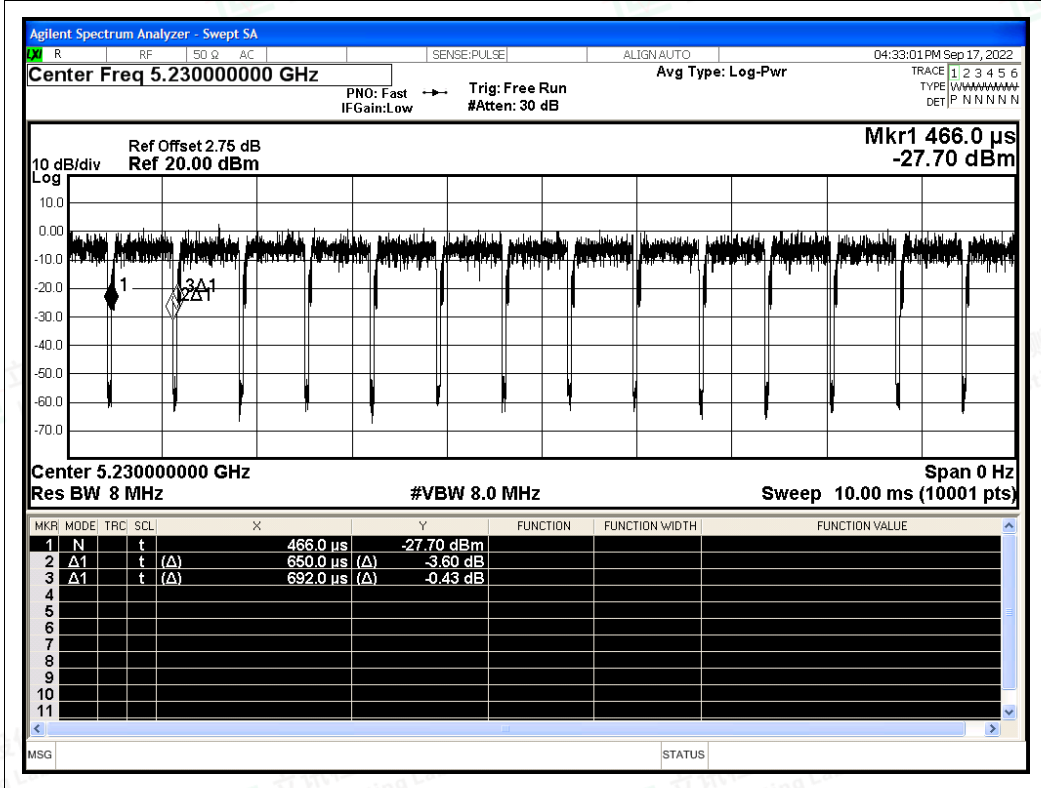 Agilent Spectrum Analyzer - Swept SA
LXI R RF 50 Ω AC SENSE:PULSE ALIGN AUTO 04:33:01 PM Sep 17, 2022
Center Freq 5.230000000 GHz
PNO: Fast
IFGain:Low
Trig: Free Run
#Atten: 30 dB
Avg Type: Log-Pwr
TRACE 1 2 3 4 5 6
TYPE
DET P N N N N N
Mkr1 466.0 µs
-27.70 dBm
Ref Offset 2.75 dB
10 dB/div Ref 20.00 dBm
Log
10.0
0.00
-10.0
-20.0
-30.0
-40.0
-50.0
-60.0
-70.0
1
3Δ1
2Δ1
Center 5.230000000 GHz Span 0 Hz
Res BW 8 MHz #VBW 8.0 MHz Sweep 10.00 ms (10001 pts)
MKR MODE TRC SCL X Y FUNCTION FUNCTION WIDTH FUNCTION VALUE
1 N t 466.0 µs -27.70 dBm
2 Δ1 t (Δ) 650.0 µs (Δ) -3.60 dB
3 Δ1 t (Δ) 692.0 µs (Δ) -0.43 dB
4
5
6
7
8
9
10
11
MSG STATUS